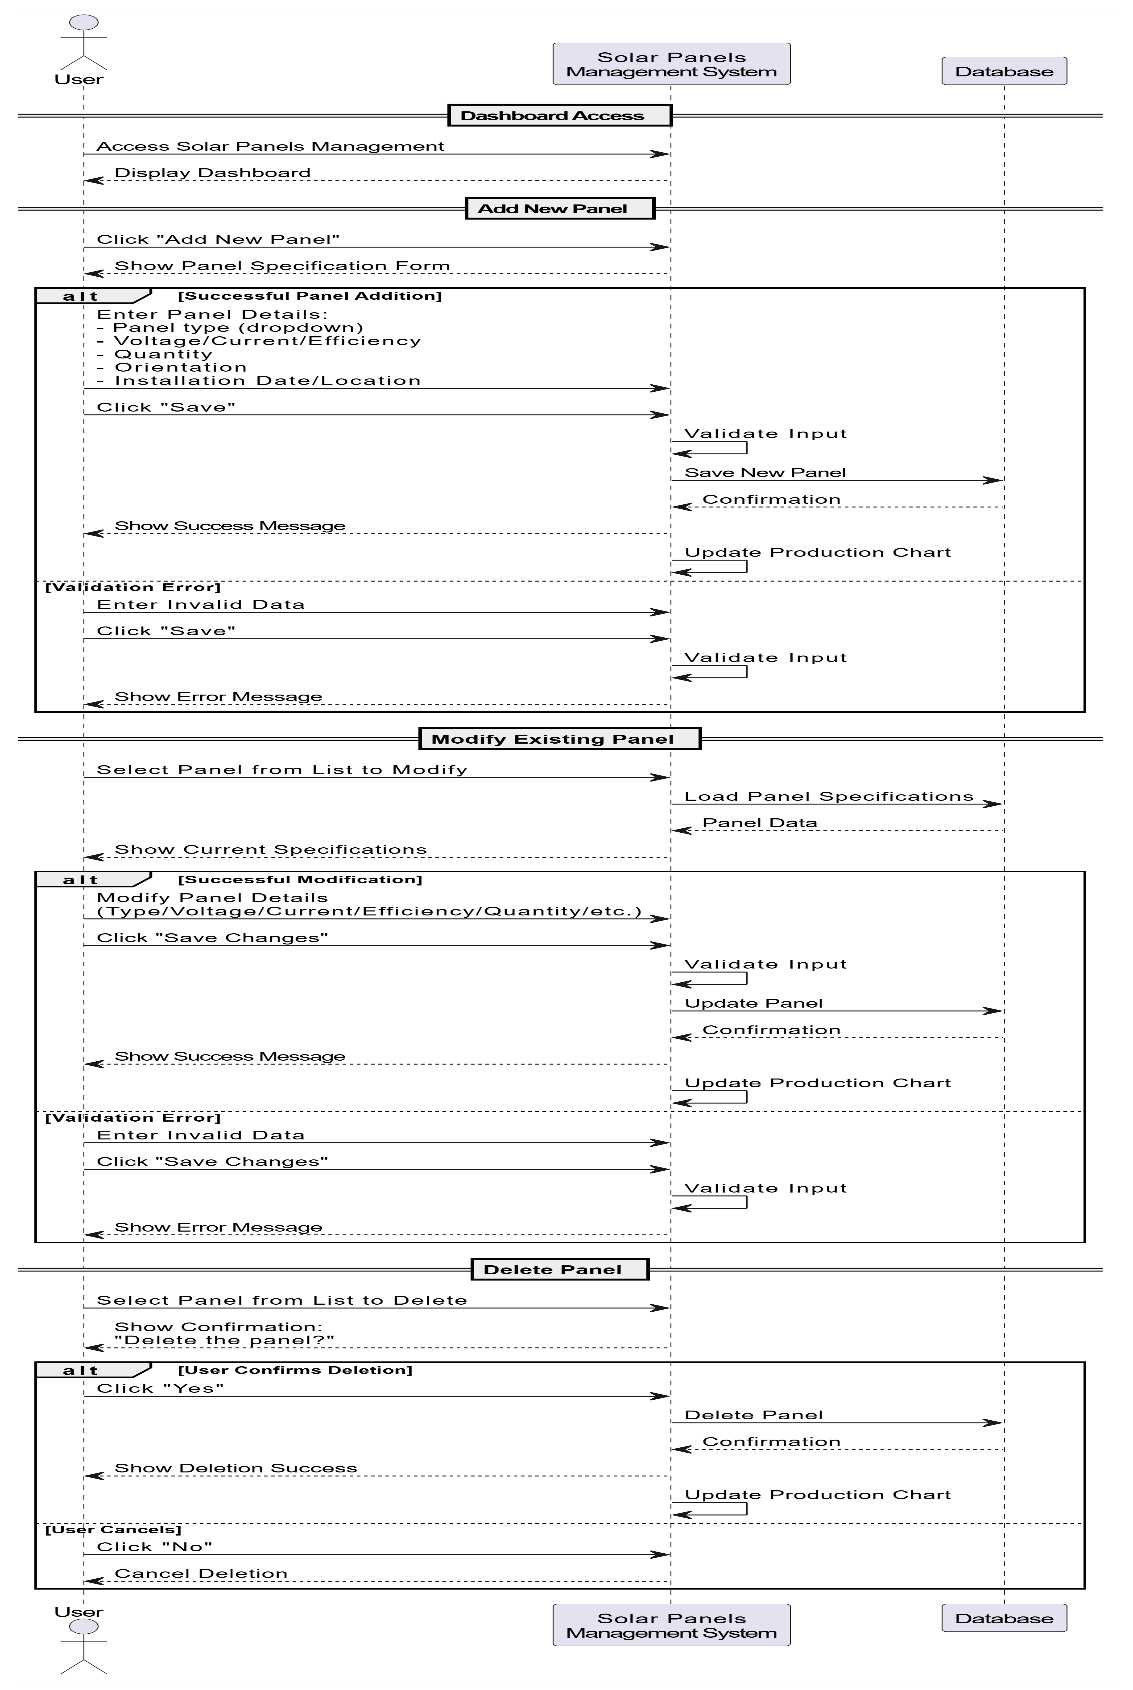 User
Solar Panels
Management System
Database
Dashboard Access
Access Solar Panels Management
Display Dashboard
Add New Panel
Click "Add New Panel"
Show Panel Specification Form
alt [Successful Panel Addition]
Enter Panel Details:
- Panel type (dropdown)
- Voltage/Current/Efficiency
- Quantity
- Orientation
- Installation Date/Location
Click "Save"
Validate Input
Save New Panel
Confirmation
Show Success Message
Update Production Chart
[Validation Error]
Enter Invalid Data
Click "Save"
Validate Input
Show Error Message
Modify Existing Panel
Select Panel from List to Modify
Load Panel Specifications
Panel Data
Show Current Specifications
alt [Successful Modification]
Modify Panel Details
(Type/Voltage/Current/Efficiency/Quantity/etc.)
Click "Save Changes"
Validate Input
Update Panel
Confirmation
Show Success Message
Update Production Chart
[Validation Error]
Enter Invalid Data
Click "Save Changes"
Validate Input
Show Error Message
Delete Panel
Select Panel from List to Delete
Show Confirmation:
"Delete the panel?"
alt [User Confirms Deletion]
Click "Yes"
Delete Panel
Confirmation
Show Deletion Success
Update Production Chart
[User Cancels]
Click "No"
Cancel Deletion
User
Solar Panels
Management System
Database